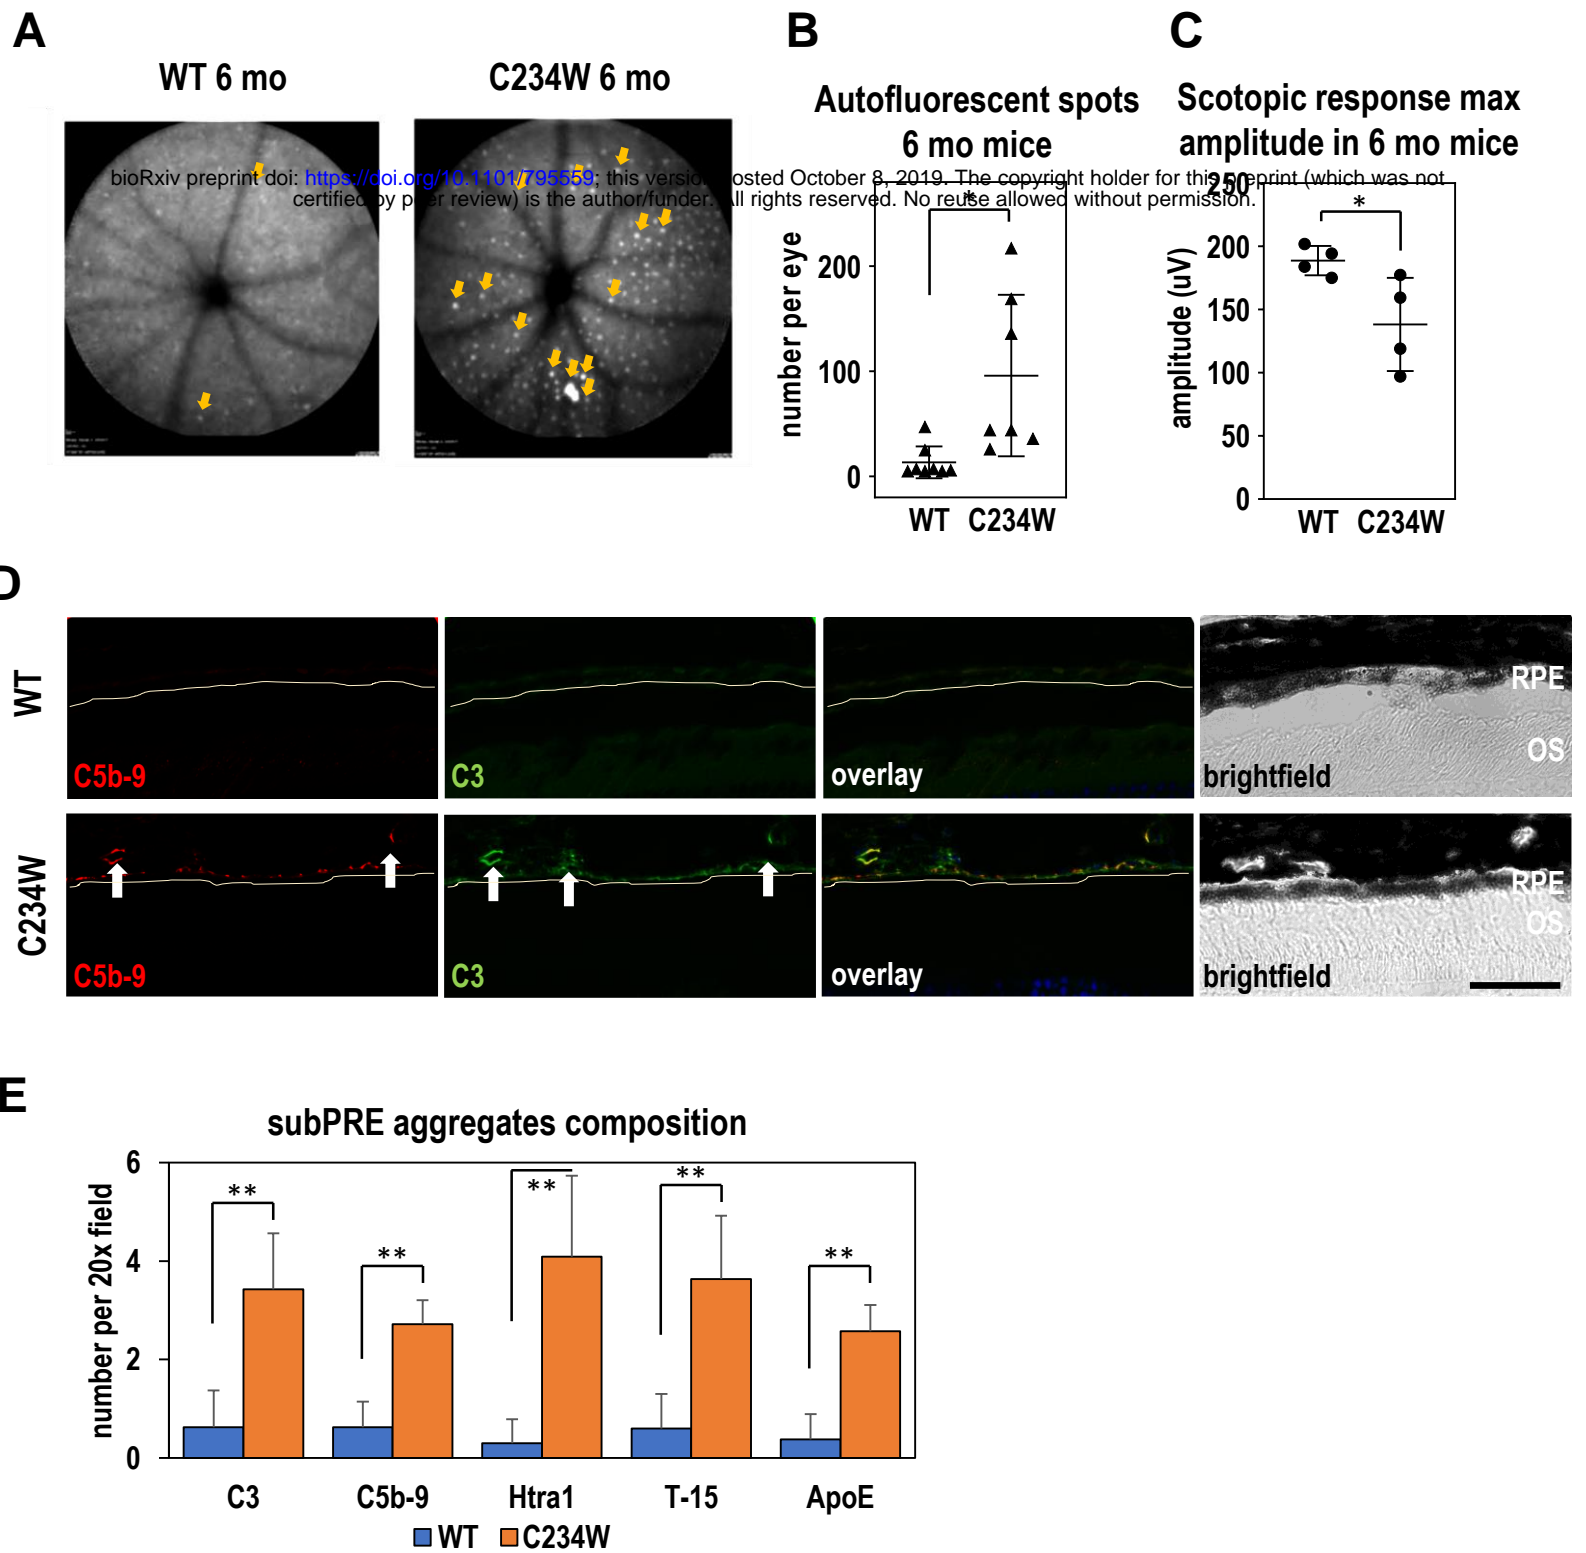 A
B
C
WT 6 mo
C234W 6 mo
Autofluorescent spots
6 mo mice
Scotopic response max
amplitude in 6 mo mice
bioRxiv preprint doi: https://doi.org/10.1101/795559; this version posted October 8, 2019. The copyright holder for this preprint (which was not
certified by peer review) is the author/funder. All rights reserved. No reuse allowed without permission.
number per eye
200
100
0
*
WT C234W
amplitude (uV)
250
200
150
100
50
0
*
WT C234W
D
WT
C5b-9
C3
overlay
RPE
OS
brightfield
C234W
C5b-9
C3
overlay
RPE
OS
brightfield
E
subPRE aggregates composition
number per 20x field
6
4
2
0
** ** ** ** **
C3 C5b-9 Htra1 T-15 ApoE
WT C234W